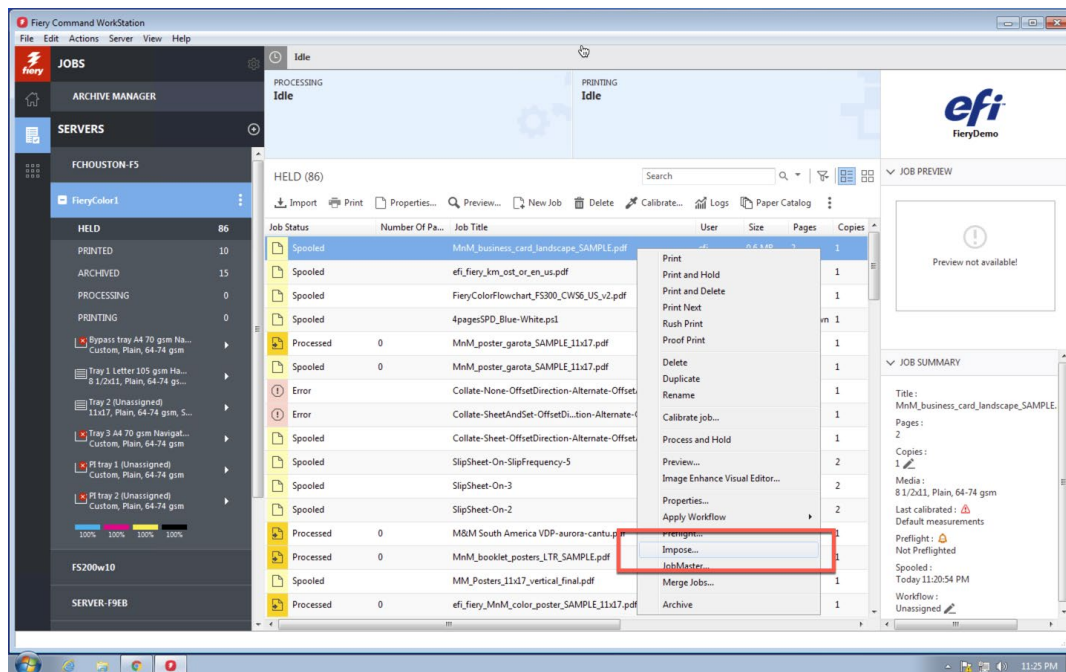 Fiery Command WorkStation
File Edit Actions Server View Help
fiery
JOBS
Idle
ARCHIVE MANAGER
SERVERS
FCHOUSTON-F5
FieryColor1
HELD 86
PRINTED 10
ARCHIVED 15
PROCESSING 0
PRINTING 0
Bypass tray A4 70 gsm Na...
Custom, Plain, 64-74 gsm
Tray 1 Letter 105 gsm Ha...
8 1/2x11, Plain, 64-74 gs...
Tray 2 (Unassigned)
11x17, Plain, 64-74 gsm, S...
Tray 3 A4 70 gsm Navigat...
Custom, Plain, 64-74 gsm
PI tray 1 (Unassigned)
Custom, Plain, 64-74 gsm
PI tray 2 (Unassigned)
Custom, Plain, 64-74 gsm
100% 100% 100% 100%
FS200w10
SERVER-F9EB
PROCESSING
Idle
PRINTING
Idle
HELD (86)
Search
Import Print Properties... Preview... New Job Delete Calibrate... Logs Paper Catalog
Job Status Number Of Pa... Job Title User Size Pages Copies
Spooled MnM_business_card_landscape_SAMPLE.pdf 1
Spooled efi_fiery_km_ost_or_en_us.pdf 1
Spooled FieryColorFlowchart_FS300_CWS6_US_v2.pdf 1
Spooled 4pagesSPD_Blue-White.ps1 1
Processed 0 MnM_poster_garota_SAMPLE_11x17.pdf 1
Spooled 0 MnM_poster_garota_SAMPLE_11x17.pdf 1
Error Collate-None-OffsetDirection-Alternate-Offset 1
Error Collate-SheetAndSet-OffsetDi...tion-Alternate- 1
Spooled Collate-Sheet-OffsetDirection-Alternate-Offset 1
Spooled SlipSheet-On-SlipFrequency-5 2
Spooled SlipSheet-On-3 2
Spooled SlipSheet-On-2 2
Processed 0 M&M South America VDP-aurora-cantu.pdf 1
Processed 0 MnM_booklet_posters_LTR_SAMPLE.pdf 1
Spooled MM_Posters_11x17_vertical_final.pdf 1
Processed 0 efi_fiery_MnM_color_poster_SAMPLE_11x17.pdf 1
Print
Print and Hold
Print and Delete
Print Next
Rush Print
Proof Print
Delete
Duplicate
Rename
Calibrate job...
Process and Hold
Preview...
Image Enhance Visual Editor...
Properties...
Apply Workflow
Preflight...
Impose...
JobMaster...
Merge Jobs...
Archive
efi
FieryDemo
JOB PREVIEW
Preview not available!
JOB SUMMARY
Title :
MnM_business_card_landscape_SAMPLE.
Pages :
2
Copies :
1
Media :
8 1/2x11, Plain, 64-74 gsm
Last calibrated :
Default measurements
Preflight :
Not Preflighted
Spooled :
Today 11:20:54 PM
Workflow :
Unassigned
11:25 PM